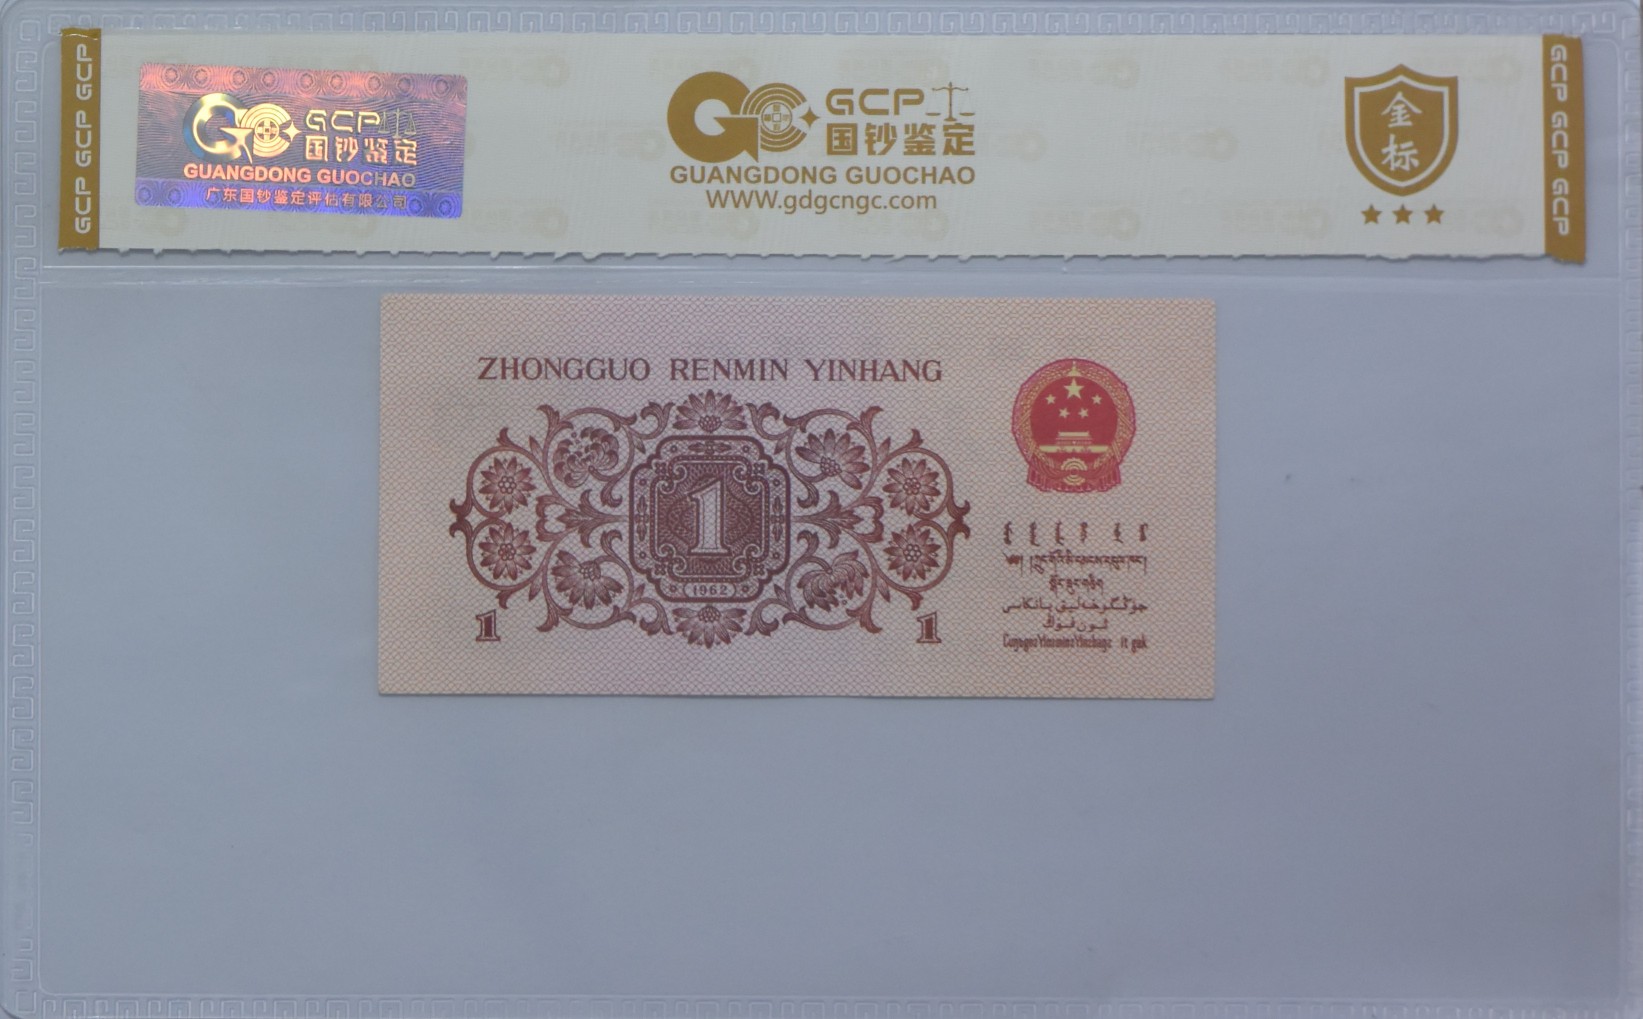 GCP GCP GCP
GCP
国钞鉴定
GUANGDONG GUOCHAO
广东国钞鉴定评估有限公司
GCP
国钞鉴定
GUANGDONG GUOCHAO
WWW.gdgcngc.com
金标
GCP GCP GCP
ZHONGGUO RENMIN YINHANG
1
(1962)
1
1